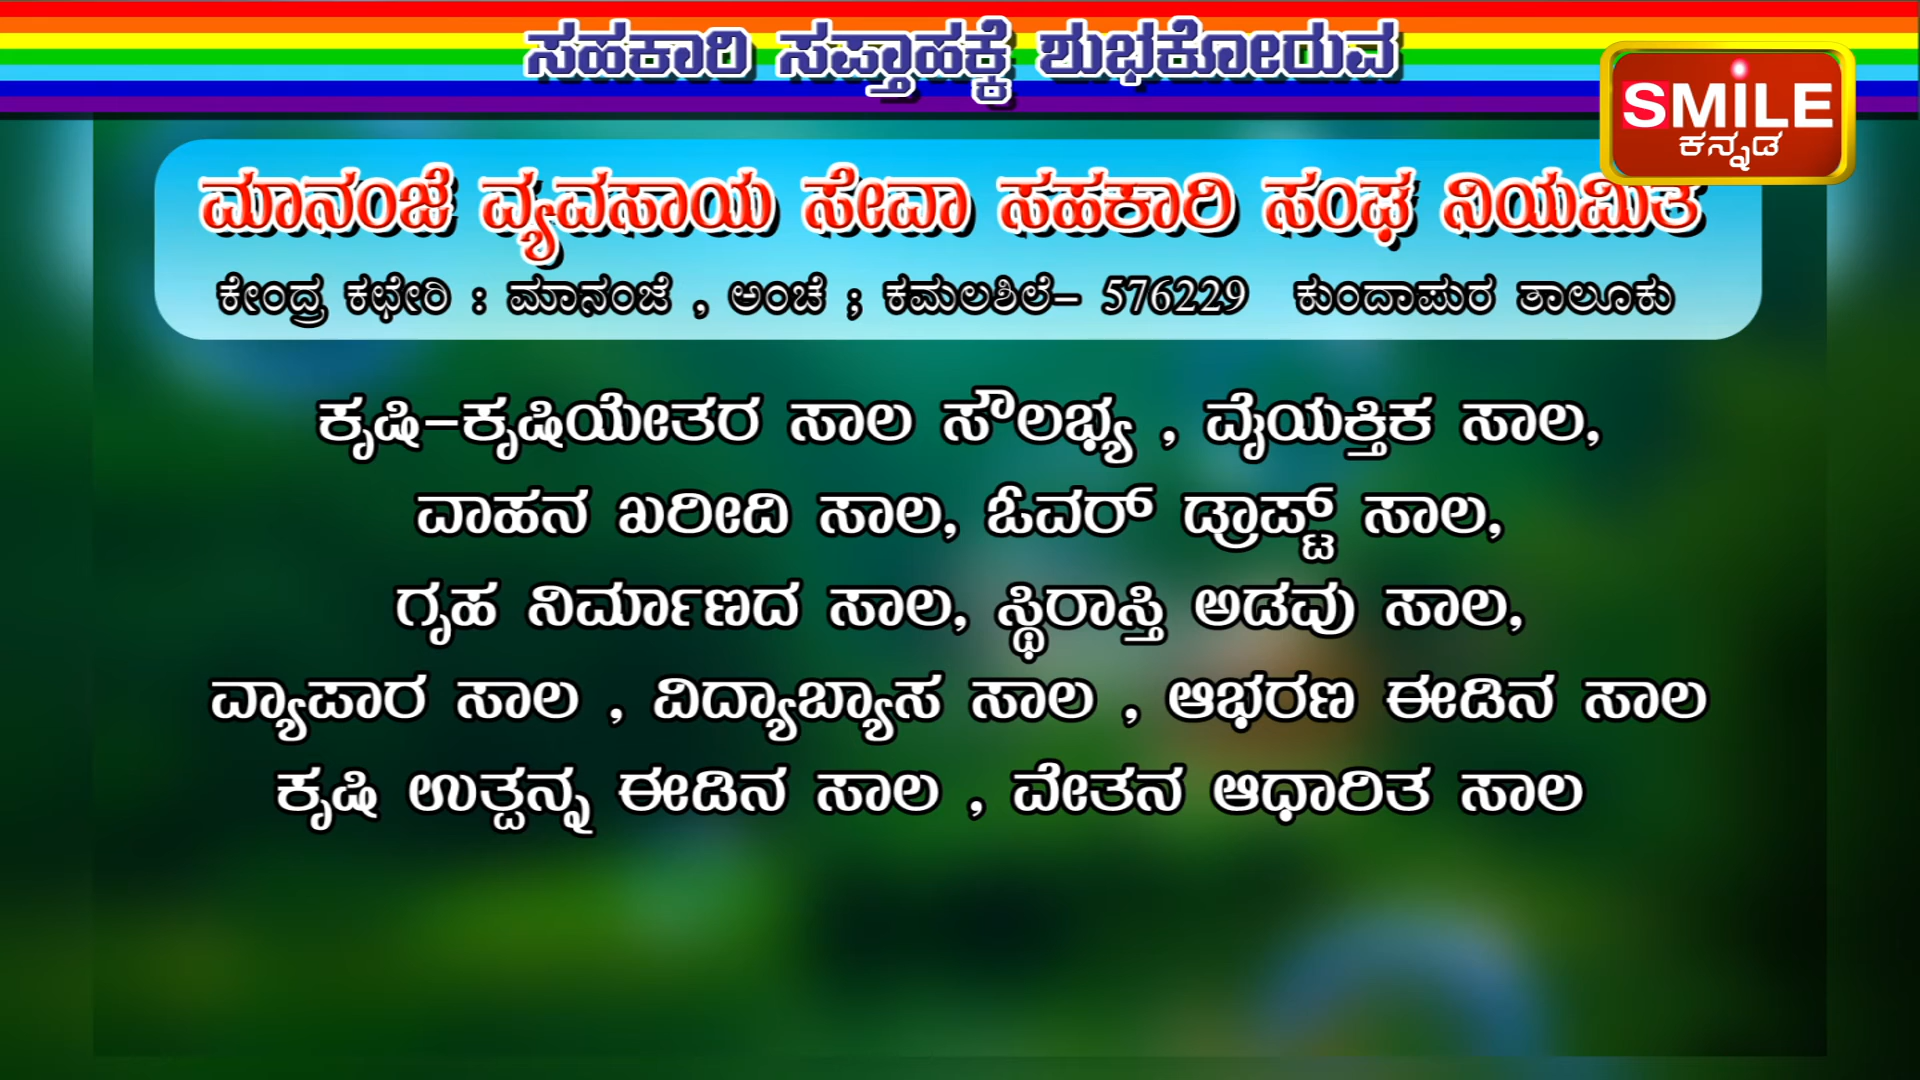 ಸಹಕಾರಿ ಸಪ್ತಾಹಕ್ಕೆ ಶುಭಕೋರುವ
SMILE
ಕನ್ನಡ
ಮಾನಂಜೆ ವ್ಯವಸಾಯ ಸೇವಾ ಸಹಕಾರಿ ಸಂಘ ನಿಯಮಿತ
ಕೇಂದ್ರ ಕಛೇರಿ : ಮಾನಂಜೆ , ಅಂಚೆ ; ಕಮಲಶಿಲೆ– 576229 ಕುಂದಾಪುರ ತಾಲೂಕು
ಕೃಷಿ–ಕೃಷಿಯೇತರ ಸಾಲ ಸೌಲಭ್ಯ , ವೈಯಕ್ತಿಕ ಸಾಲ,
ವಾಹನ ಖರೀದಿ ಸಾಲ, ಓವರ್ ಡ್ರಾಪ್ಟ್ ಸಾಲ,
ಗೃಹ ನಿರ್ಮಾಣದ ಸಾಲ, ಸ್ಥಿರಾಸ್ತಿ ಅಡವು ಸಾಲ,
ವ್ಯಾಪಾರ ಸಾಲ , ವಿದ್ಯಾಬ್ಯಾಸ ಸಾಲ , ಆಭರಣ ಈಡಿನ ಸಾಲ
ಕೃಷಿ ಉತ್ಪನ್ನ ಈಡಿನ ಸಾಲ , ವೇತನ ಆಧಾರಿತ ಸಾಲ